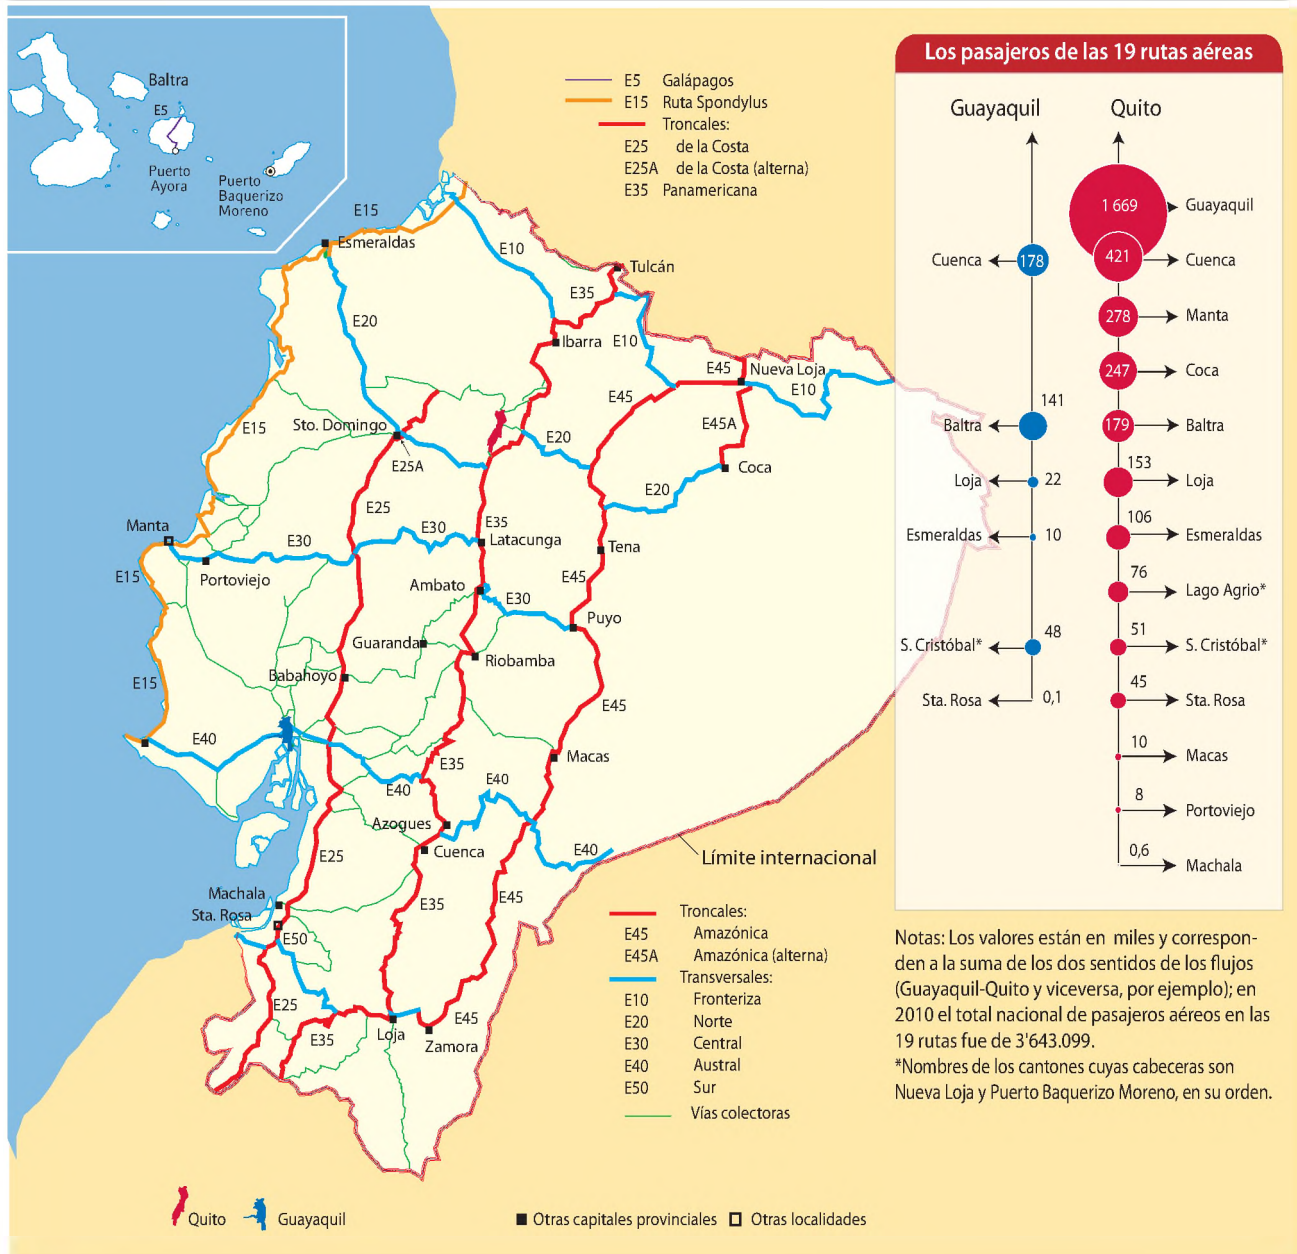 Baltra
E5
Puerto
Ayora
Puerto
Baquerizo
Moreno
E5 Galápagos
E15 Ruta Spondylus
Troncales:
E25 de la Costa
E25A de la Costa (alterna)
E35 Panamericana
E15
Esmeraldas
E10
Tulcán
E35
E20
Ibarra
E10
E45
Nueva Loja
E10
E45
E15
Sto. Domingo
E45A
E20
E25A
Coca
E20
E25
Manta
E30
E30
E35
Latacunga
Tena
E15
Portoviejo
Ambato
E45
E30
Puyo
Guaranda
Riobamba
Babahoyo
E15
E45
E40
E35
Macas
E40
E40
Azogues
Cuenca
E25
E40
Límite internacional
Machala
Sta. Rosa
E35
E45
E50
E25
E35
Loja
E45
Zamora
Troncales:
E45 Amazónica
E45A Amazónica (alterna)
Transversales:
E10 Fronteriza
E20 Norte
E30 Central
E40 Austral
E50 Sur
Vías colectoras
Quito
Guayaquil
Otras capitales provinciales
Otras localidades
Los pasajeros de las 19 rutas aéreas
Guayaquil
Quito
1 669 Guayaquil
Cuenca 178
421 Cuenca
278 Manta
247 Coca
Baltra 141
179 Baltra
Loja 22
153 Loja
Esmeraldas 10
106 Esmeraldas
76 Lago Agrio*
S. Cristóbal* 48
51 S. Cristóbal*
Sta. Rosa 0,1
45 Sta. Rosa
10 Macas
8 Portoviejo
0,6 Machala
Notas: Los valores están en miles y correspon-
den a la suma de los dos sentidos de los flujos
(Guayaquil-Quito y viceversa, por ejemplo); en
2010 el total nacional de pasajeros aéreos en las
19 rutas fue de 3'643.099.
*Nombres de los cantones cuyas cabeceras son
Nueva Loja y Puerto Baquerizo Moreno, en su orden.